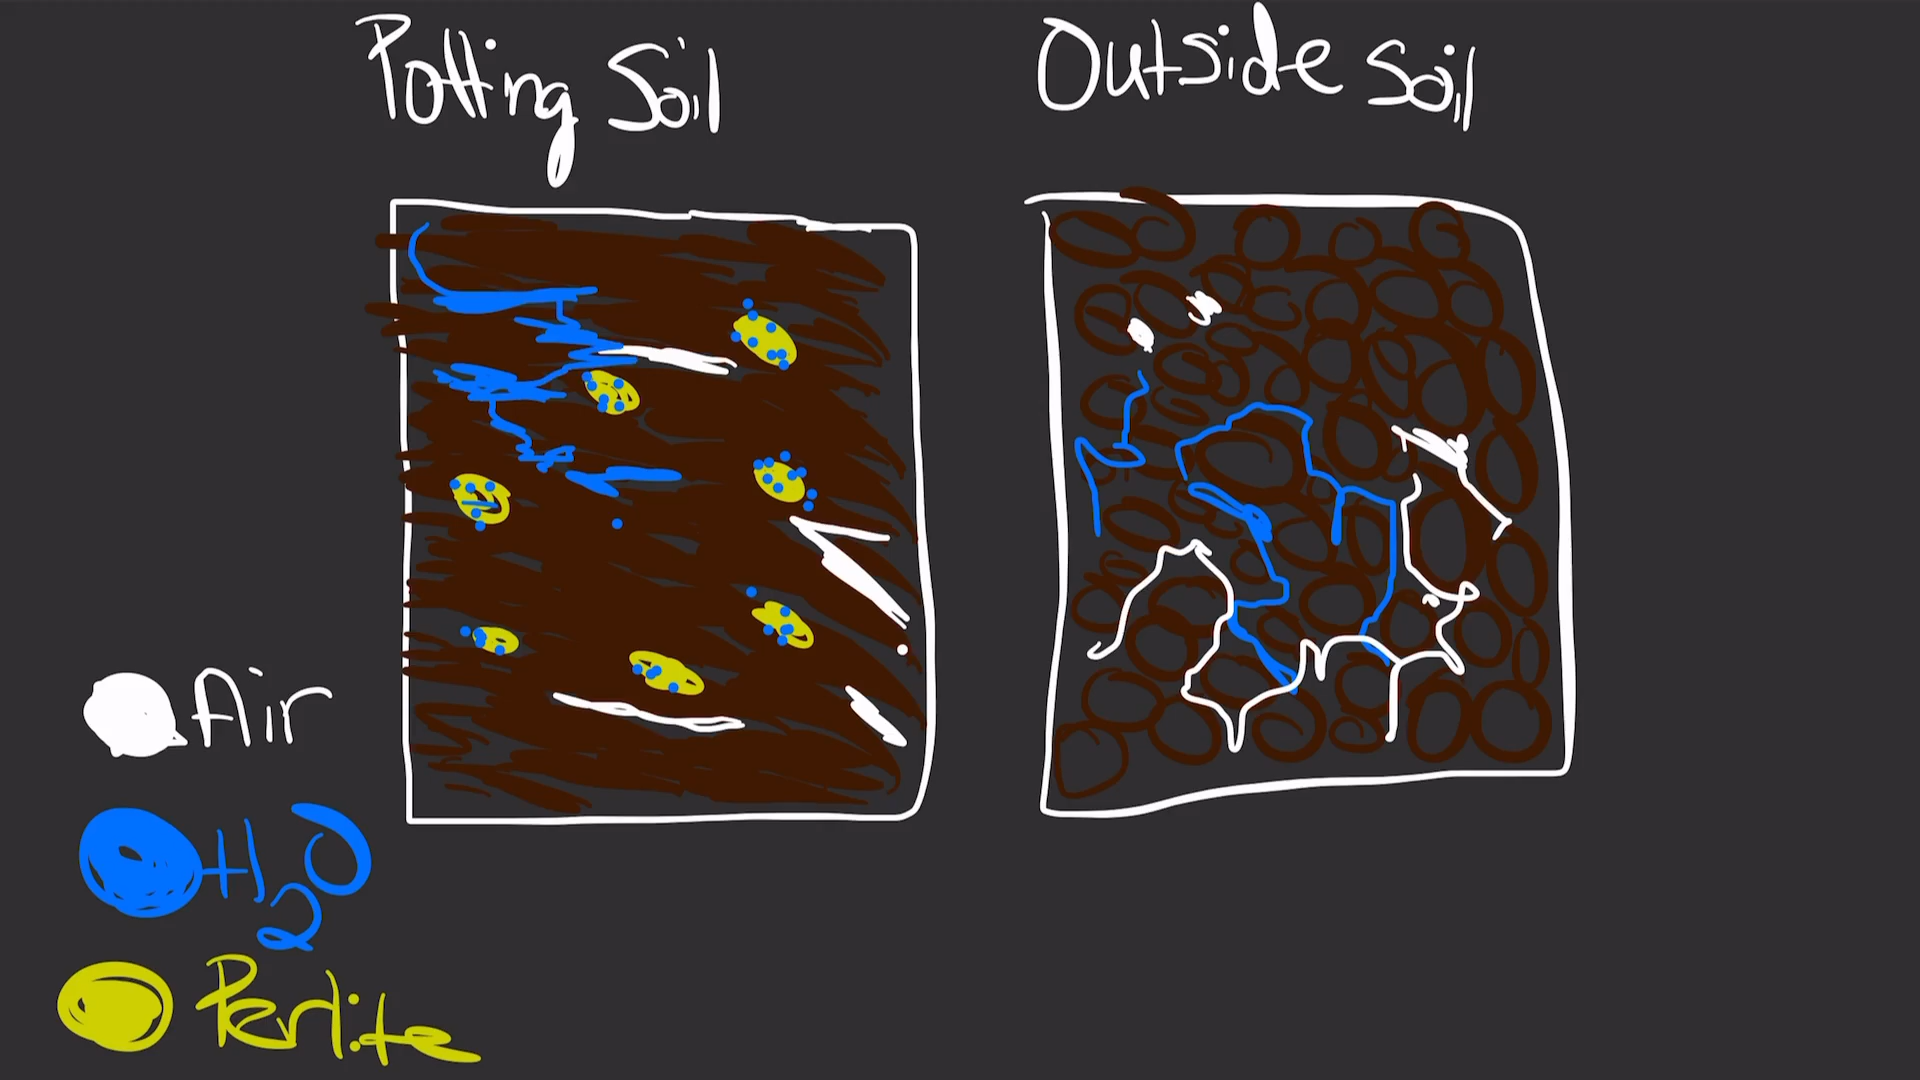 Potting Soil
Outside Soil
Air
H2O
Perlite